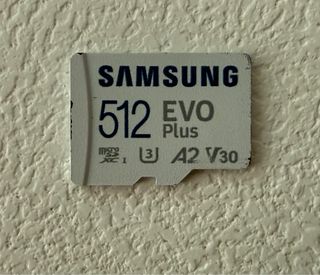 SAMSUNG
512 EVO Plus
micro SD XC I U3 A2 V30